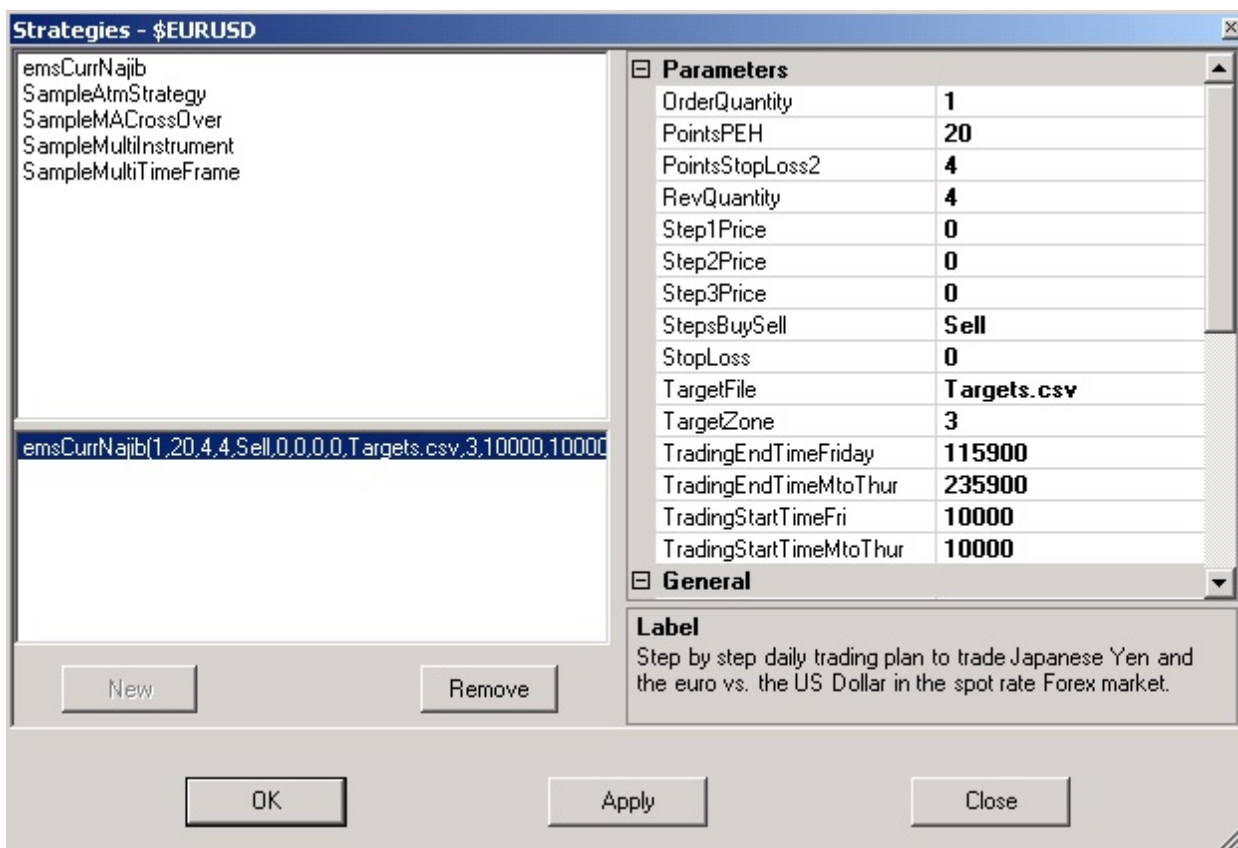 Strategies - $EURUSD
emsCurrNajib
SampleAtmStrategy
SampleMACrossOver
SampleMultiInstrument
SampleMultiTimeFrame
emsCurrNajib(1,20,4,4,Sell,0,0,0,0,Targets.csv,3,10000,10000
New
Remove
Parameters
OrderQuantity 1
PointsPEH 20
PointsStopLoss2 4
RevQuantity 4
Step1Price 0
Step2Price 0
Step3Price 0
StepsBuySell Sell
StopLoss 0
TargetFile Targets.csv
TargetZone 3
TradingEndTimeFriday 115900
TradingEndTimeMtoThur 235900
TradingStartTimeFri 10000
TradingStartTimeMtoThur 10000
General
Label
Step by step daily trading plan to trade Japanese Yen and
the euro vs. the US Dollar in the spot rate Forex market.
OK
Apply
Close